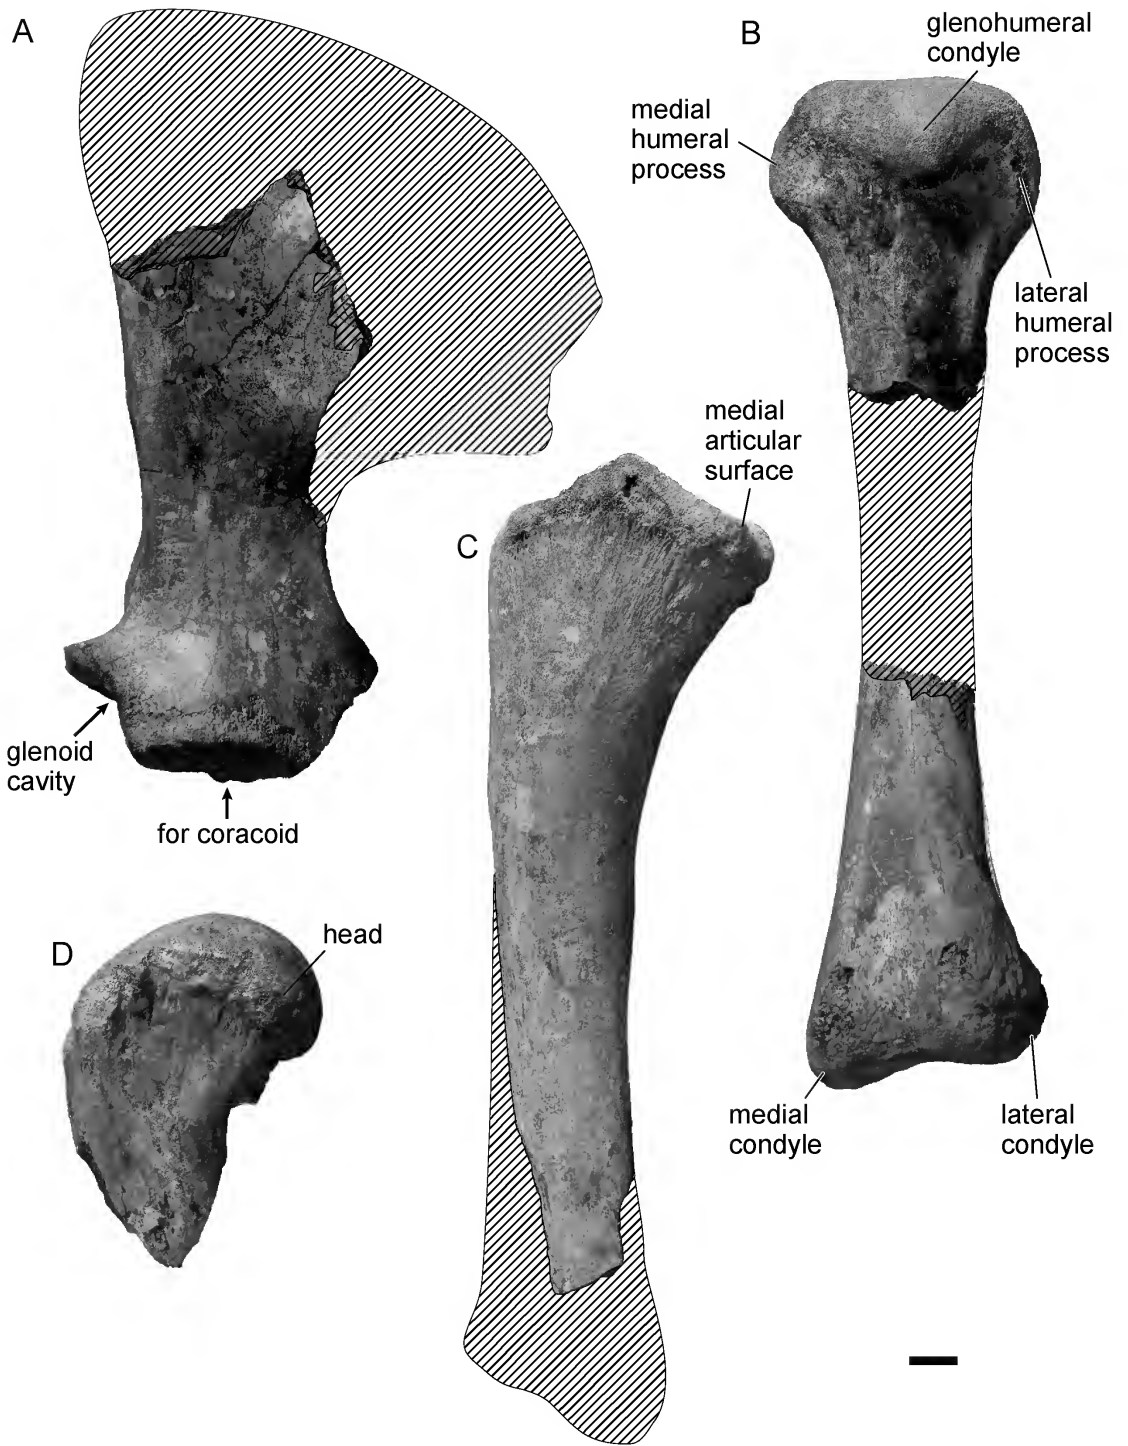 A
glenoid
cavity
for coracoid
B
glenohumeral
condyle
medial
humeral
process
lateral
humeral
process
medial
condyle
lateral
condyle
C
medial
articular
surface
D
head